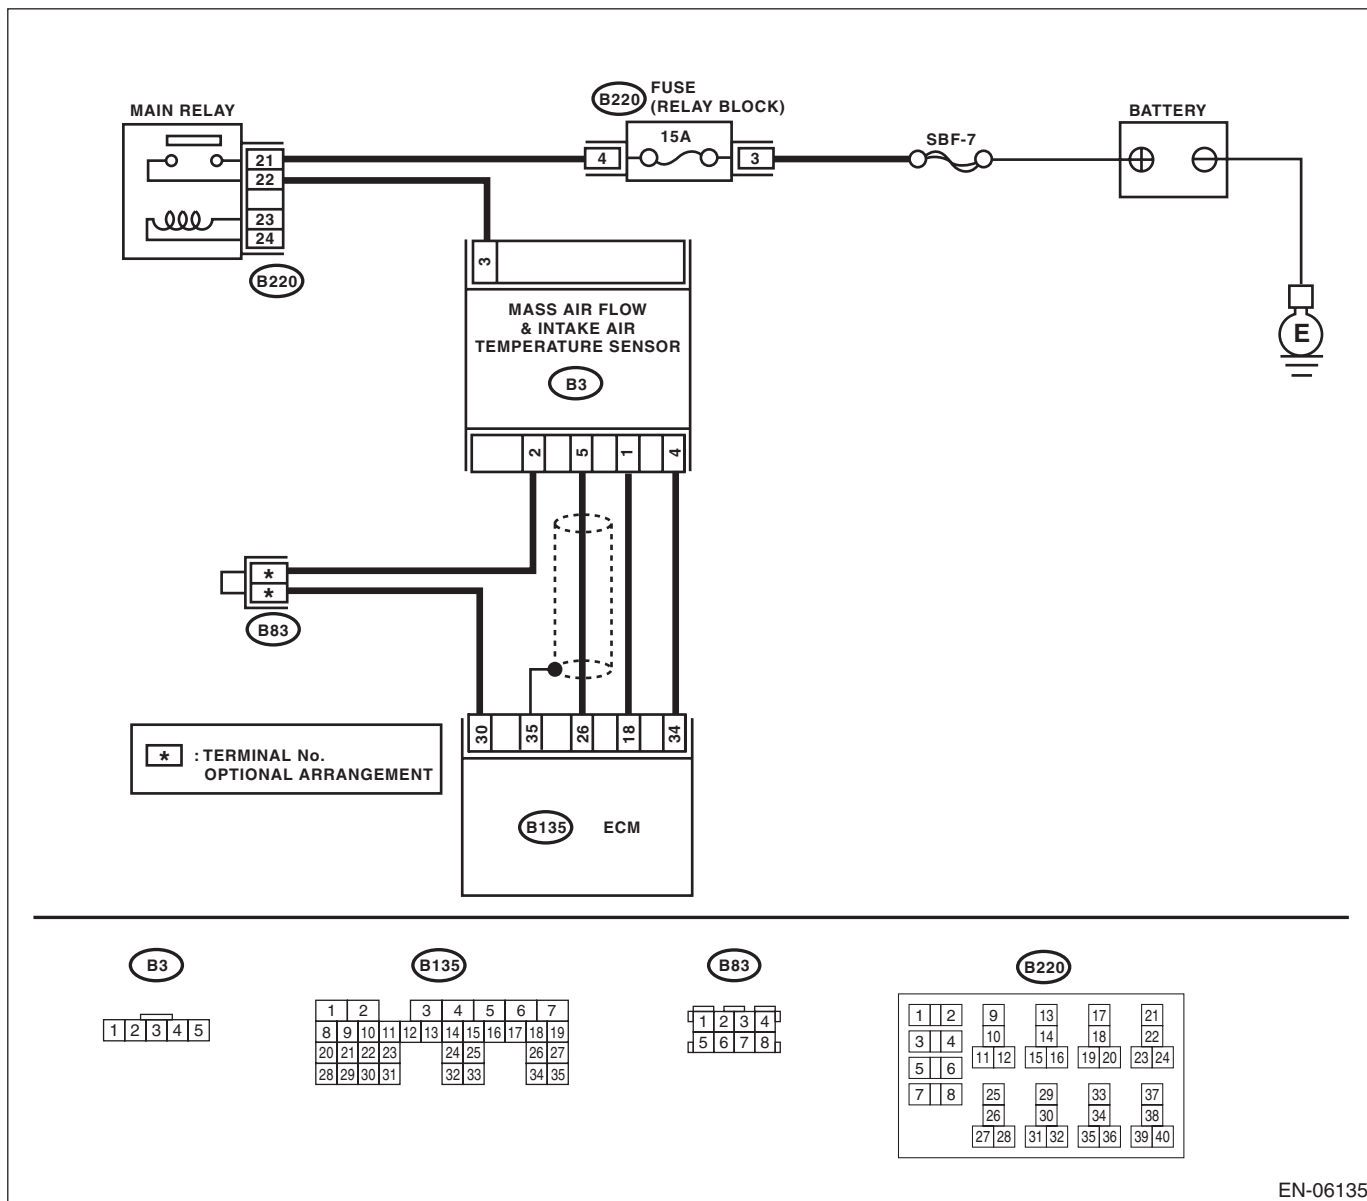 B220
FUSE
(RELAY BLOCK)
MAIN RELAY
BATTERY
15A
SBF-7
21
22
23
24
4
3
B220
3
MASS AIR FLOW
& INTAKE AIR
TEMPERATURE SENSOR
B3
E
2 5 1 4
*
*
B83
30 35 26 18 34
* : TERMINAL No.
OPTIONAL ARRANGEMENT
B135 ECM
B3
1 2 3 4 5
B135
1 2 3 4 5 6 7
8 9 10 11 12 13 14 15 16 17 18 19
20 21 22 23 24 25 26 27
28 29 30 31 32 33 34 35
B83
1 2 3 4
5 6 7 8
B220
1 2 9 13 17 21
3 4 10 14 18 22
11 12 15 16 19 20 23 24
5 6
7 8 25 29 33 37
26 30 34 38
27 28 31 32 35 36 39 40
EN-06135